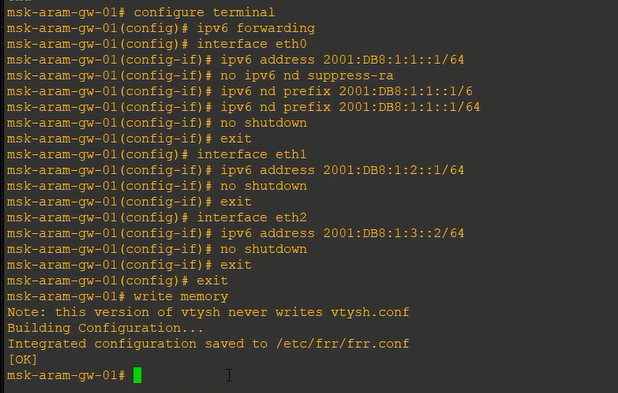 msk-aram-gw-01# configure terminal
msk-aram-gw-01(config)# ipv6 forwarding
msk-aram-gw-01(config)# interface eth0
msk-aram-gw-01(config-if)# ipv6 address 2001:DB8:1:1::1/64
msk-aram-gw-01(config-if)# no ipv6 nd suppress-ra
msk-aram-gw-01(config-if)# ipv6 nd prefix 2001:DB8:1:1::1/6
msk-aram-gw-01(config-if)# ipv6 nd prefix 2001:DB8:1:1::1/64
msk-aram-gw-01(config-if)# no shutdown
msk-aram-gw-01(config-if)# exit
msk-aram-gw-01(config)# interface eth1
msk-aram-gw-01(config-if)# ipv6 address 2001:DB8:1:2::1/64
msk-aram-gw-01(config-if)# no shutdown
msk-aram-gw-01(config-if)# exit
msk-aram-gw-01(config)# interface eth2
msk-aram-gw-01(config-if)# ipv6 address 2001:DB8:1:3::2/64
msk-aram-gw-01(config-if)# no shutdown
msk-aram-gw-01(config-if)# exit
msk-aram-gw-01(config)# exit
msk-aram-gw-01# write memory
Note: this version of vtysh never writes vtysh.conf
Building Configuration...
Integrated configuration saved to /etc/frr/frr.conf
[OK]
msk-aram-gw-01#